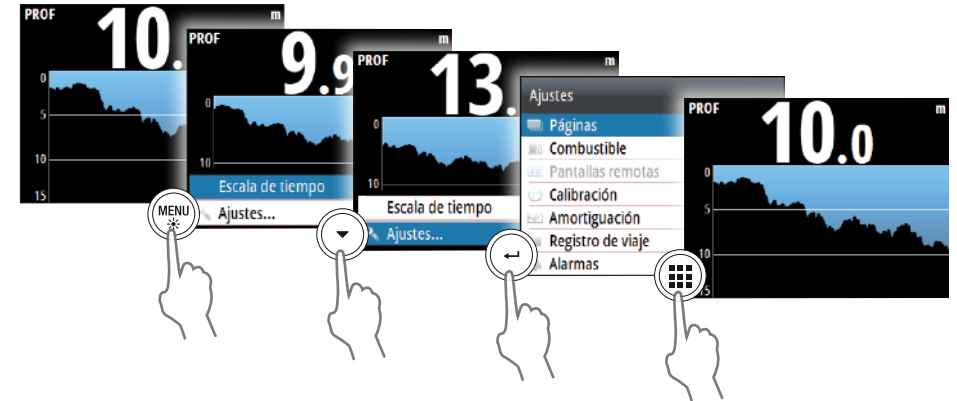 PROF m
10.
0
5
10
15
MENU
PROF m
9.9
0
10
Escala de tiempo
Ajustes...
PROF m
13.
0
10
Escala de tiempo
Ajustes...
Ajustes
Páginas
Combustible
Pantallas remotas
Calibración
Amortiguación
Registro de viaje
Alarmas
PROF m
10.0
0
5
10
5